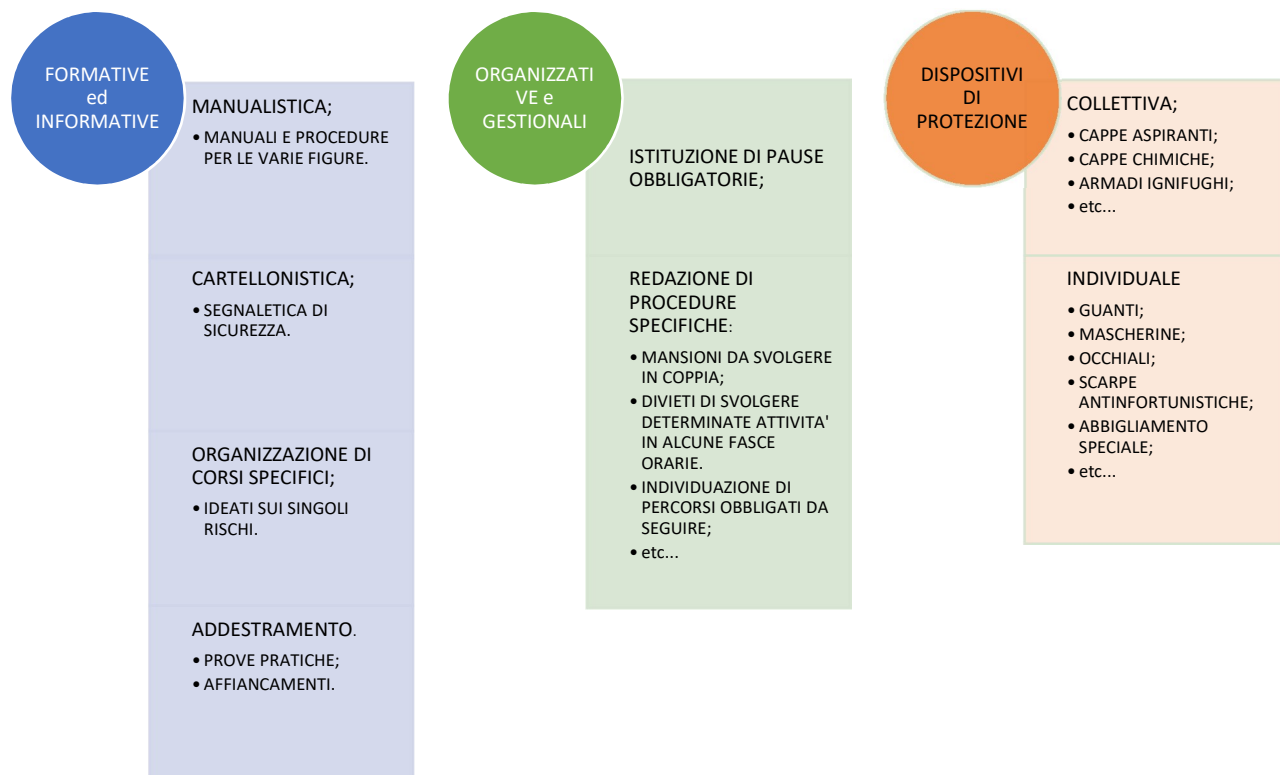 FORMATIVE
ed
INFORMATIVE
MANUALISTICA;
• MANUALI E PROCEDURE
PER LE VARIE FIGURE.
CARTELLONISTICA;
• SEGNALETICA DI
SICUREZZA.
ORGANIZZAZIONE DI
CORSI SPECIFICI;
• IDEATI SUI SINGOLI
RISCHI.
ADDESTRAMENTO.
• PROVE PRATICHE;
• AFFIANCAMENTI.
ORGANIZZATI
VE e
GESTIONALI
ISTITUZIONE DI PAUSE
OBBLIGATORIE;
REDAZIONE DI
PROCEDURE
SPECIFICHE:
• MANSIONI DA SVOLGERE
IN COPPIA;
• DIVIETI DI SVOLGERE
DETERMINATE ATTIVITA'
IN ALCUNE FASCE
ORARIE.
• INDIVIDUAZIONE DI
PERCORSI OBBLIGATI DA
SEGUIRE;
• etc...
DISPOSITIVI
DI
PROTEZIONE
COLLETTIVA;
• CAPPE ASPIRANTI;
• CAPPE CHIMICHE;
• ARMADI IGNIFUGHI;
• etc...
INDIVIDUALE
• GUANTI;
• MASCHERINE;
• OCCHIALI;
• SCARPE
ANTINFORTUNISTICHE;
• ABBIGLIAMENTO
SPECIALE;
• etc...